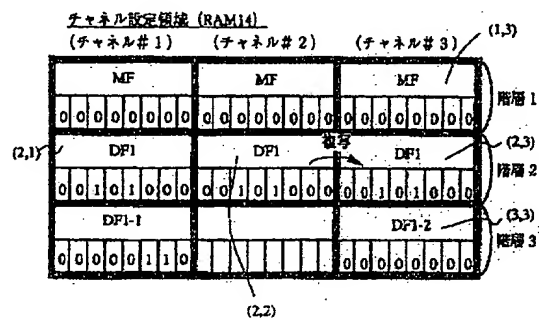 チャネル設定領域 (RAM14)
(チャネル#1) (チャネル#2) (チャネル#3)
(1,3)
MF MF MF
階層1
0 0 0 0 0 0 0 0 0 0 0 0 0 0 0 0 0 0 0 0 0 0 0 0
(2,1) DF1 DF1 複写 DF1 (2,3)
階層2
0 0 1 0 1 0 0 0 0 0 1 0 1 0 0 0 0 0 1 0 1 0 0 0
DF1-1 DF1-2 (3,3)
階層3
0 0 0 0 0 1 1 0 0 0 0 0 0 0 0 0
(2,2)